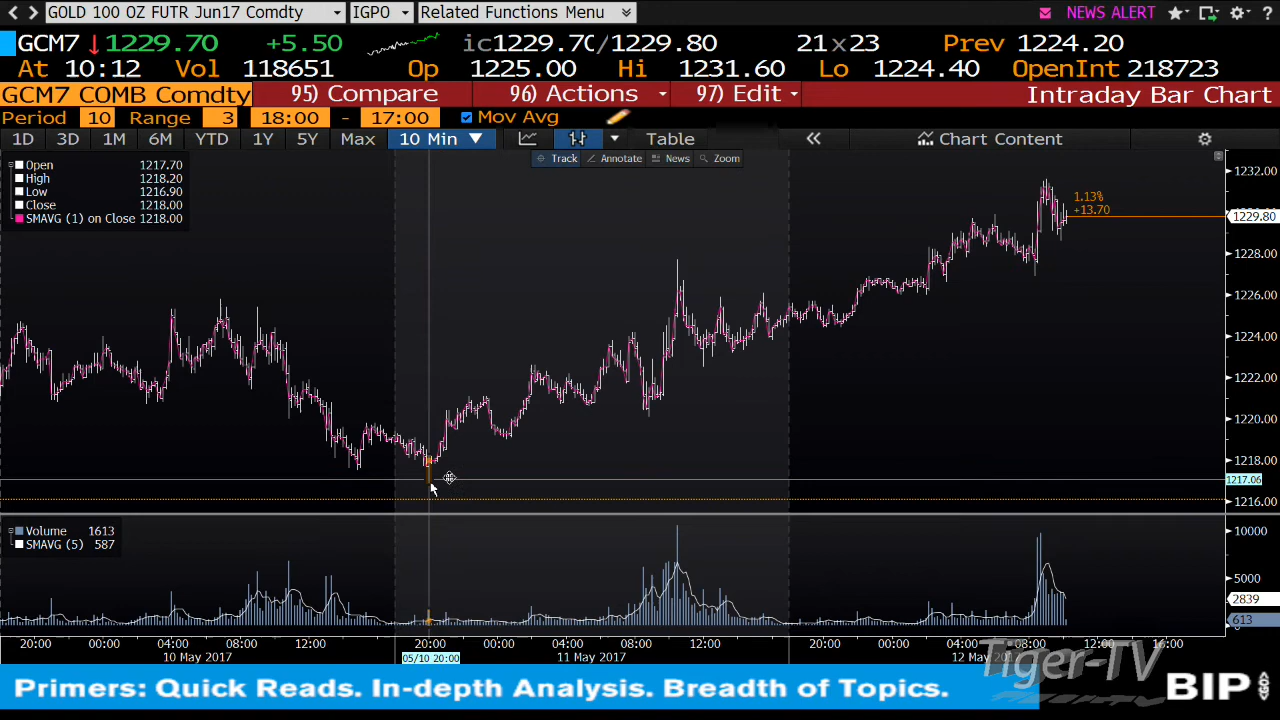 GOLD 100 OZ FUTR Jun17 Comdty IGPO Related Functions Menu NEWS ALERT ?
GCM7 1229.70 +5.50 ic1229.70/1229.80 21x23 Prev 1224.20
At 10:12 Vol 118651 Op 1225.00 Hi 1231.60 Lo 1224.40 OpenInt 218723
GCM7 COMB Comdty 95) Compare 96) Actions 97) Edit Intraday Bar Chart
Period 10 Range 3 18:00 - 17:00 Mov Avg
1D 3D 1M 6M YTD 1Y 5Y Max 10 Min Table Chart Content
Track Annotate News Zoom
Open 1217.70
High 1218.20
Low 1216.90
Close 1218.00
SMAVG (1) on Close 1218.00
1.13%
+13.70
1232.00
1229.80
1228.00
1226.00
1224.00
1222.00
1220.00
1218.00
1217.06
1216.00
Volume 1613
SMAVG (5) 587
10000
5000
2839
613
20:00 00:00 04:00 08:00 12:00 20:00 00:00 04:00 08:00 12:00 20:00 00:00 04:00 08:00 12:00 16:00
10 May 2017 05/10 20:00 11 May 2017 12 May 201
Tiger-TV
Primers: Quick Reads. In-depth Analysis. Breadth of Topics.
BIP GO